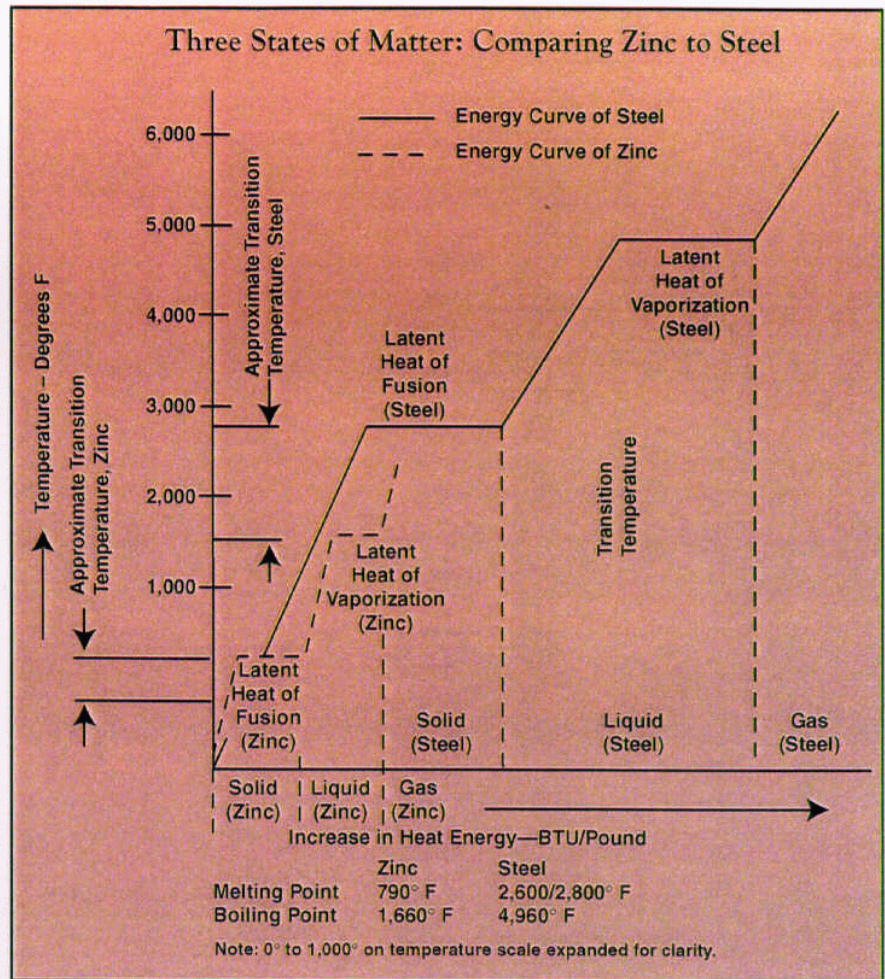 Three States of Matter: Comparing Zinc to Steel
Energy Curve of Steel
Energy Curve of Zinc
6,000
5,000
4,000
3,000
2,000
1,000
Temperature – Degrees F
Approximate Transition
Temperature, Zinc
Approximate Transition
Temperature, Steel
Latent
Heat of
Fusion
(Steel)
Latent
Heat of
Vaporization
(Steel)
Latent
Heat of
Vaporization
(Zinc)
Latent
Heat of
Fusion
(Zinc)
Transition
Temperature
Solid
(Steel)
Liquid
(Steel)
Gas
(Steel)
Solid
(Zinc)
Liquid
(Zinc)
Gas
(Zinc)
Increase in Heat Energy—BTU/Pound
Zinc Steel
Melting Point 790° F 2,600/2,800° F
Boiling Point 1,660° F 4,960° F
Note: 0° to 1,000° on temperature scale expanded for clarity.